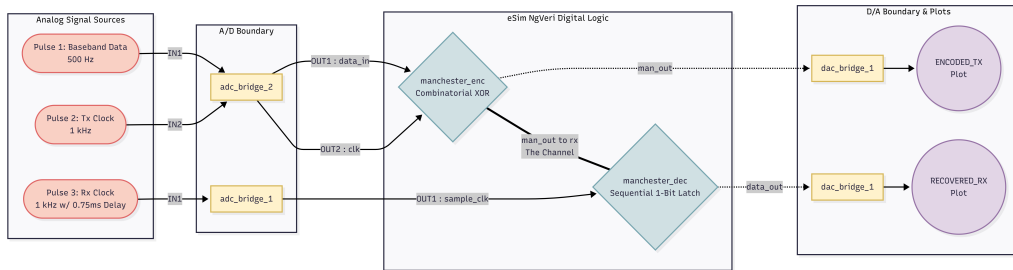 Analog Signal Sources
Pulse 1: Baseband Data
500 Hz
Pulse 2: Tx Clock
1 kHz
Pulse 3: Rx Clock
1 kHz w/ 0.75ms Delay
IN1
IN2
IN1
A/D Boundary
adc_bridge_2
adc_bridge_1
OUT1 : data_in
OUT2 : clk
OUT1 : sample_clk
eSim NgVeri Digital Logic
manchester_enc
Combinatorial XOR
man_out to rx
The Channel
manchester_dec
Sequential 1-Bit Latch
man_out
data_out
D/A Boundary & Plots
dac_bridge_1
ENCODED_TX
Plot
dac_bridge_1
RECOVERED_RX
Plot